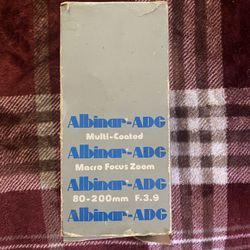 Albinar-ADG
Multi-Coated
Albinar-ADG
Macro Focus Zoom
Albinar-ADG
80-200mm F.3.9
Albinar-ADG